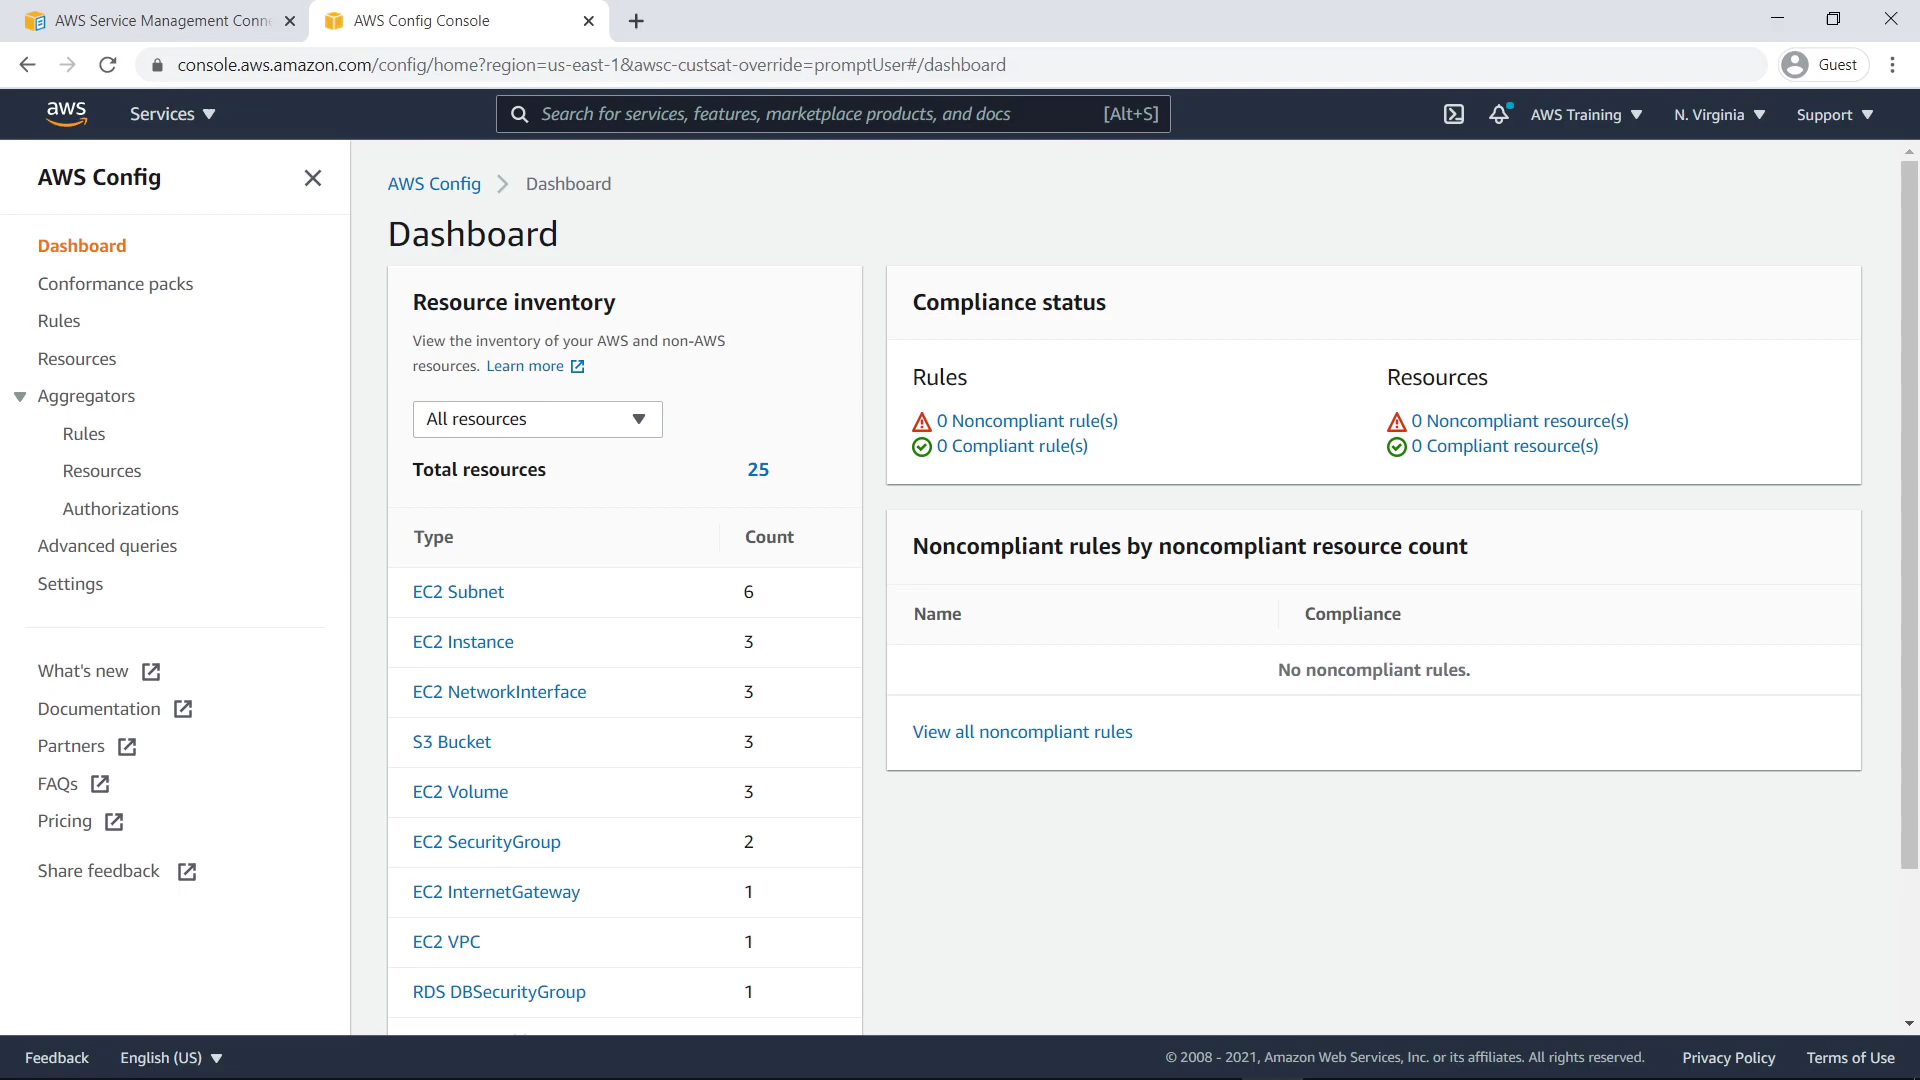 AWS Service Management Conne
AWS Config Console
console.aws.amazon.com/config/home?region=us-east-1&awsc-custsat-override=promptUser#/dashboard
Guest
aws
Services
Search for services, features, marketplace products, and docs
[Alt+S]
AWS Training
N. Virginia
Support
AWS Config
Dashboard
Conformance packs
Rules
Resources
Aggregators
Rules
Resources
Authorizations
Advanced queries
Settings
What's new
Documentation
Partners
FAQs
Pricing
Share feedback
AWS Config
Dashboard
Dashboard
Resource inventory
View the inventory of your AWS and non-AWS
resources. Learn more
All resources
Total resources 25
Type Count
EC2 Subnet 6
EC2 Instance 3
EC2 NetworkInterface 3
S3 Bucket 3
EC2 Volume 3
EC2 SecurityGroup 2
EC2 InternetGateway 1
EC2 VPC 1
RDS DBSecurityGroup 1
Compliance status
Rules
0 Noncompliant rule(s)
0 Compliant rule(s)
Resources
0 Noncompliant resource(s)
0 Compliant resource(s)
Noncompliant rules by noncompliant resource count
Name Compliance
No noncompliant rules.
View all noncompliant rules
Feedback
English (US)
© 2008 - 2021, Amazon Web Services, Inc. or its affiliates. All rights reserved.
Privacy Policy
Terms of Use